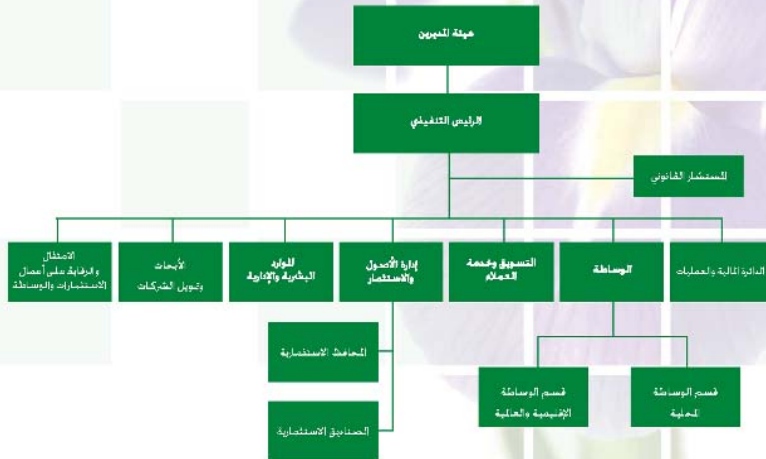 هيئة المديرين
الرئيس التنفيذي
المستشار القانوني
الدائرة المالية والعمليات
الوساطة
التسويق وخدمة
العملاء
إدارة الأصول
والاستثمار
الموارد
البشرية والإدارية
الأبحاث
وتمويل الشركات
الامتثال
والرقابة على أعمال
الاستثمارات والوساطة
قسم الوساطة
المحلية
قسم الوساطة
الإقليمية والعالمية
المحافظ الاستثمارية
الصناديق الاستثمارية